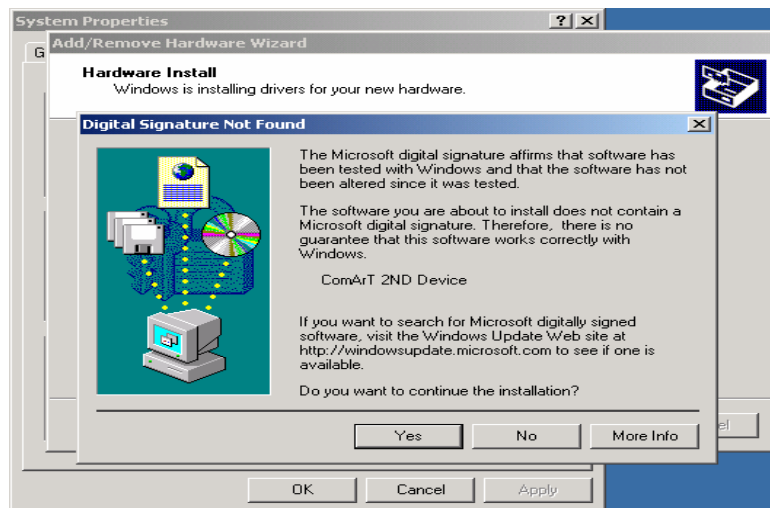 System Properties
Add/Remove Hardware Wizard
G
Hardware Install
Windows is installing drivers for your new hardware.
Digital Signature Not Found
The Microsoft digital signature affirms that software has
been tested with Windows and that the software has not
been altered since it was tested.
The software you are about to install does not contain a
Microsoft digital signature. Therefore, there is no
guarantee that this software works correctly with
Windows.
ComArT 2ND Device
If you want to search for Microsoft digitally signed
software, visit the Windows Update Web site at
http://windowsupdate.microsoft.com to see if one is
available.
Do you want to continue the installation?
Yes No More Info
el
OK Cancel Apply